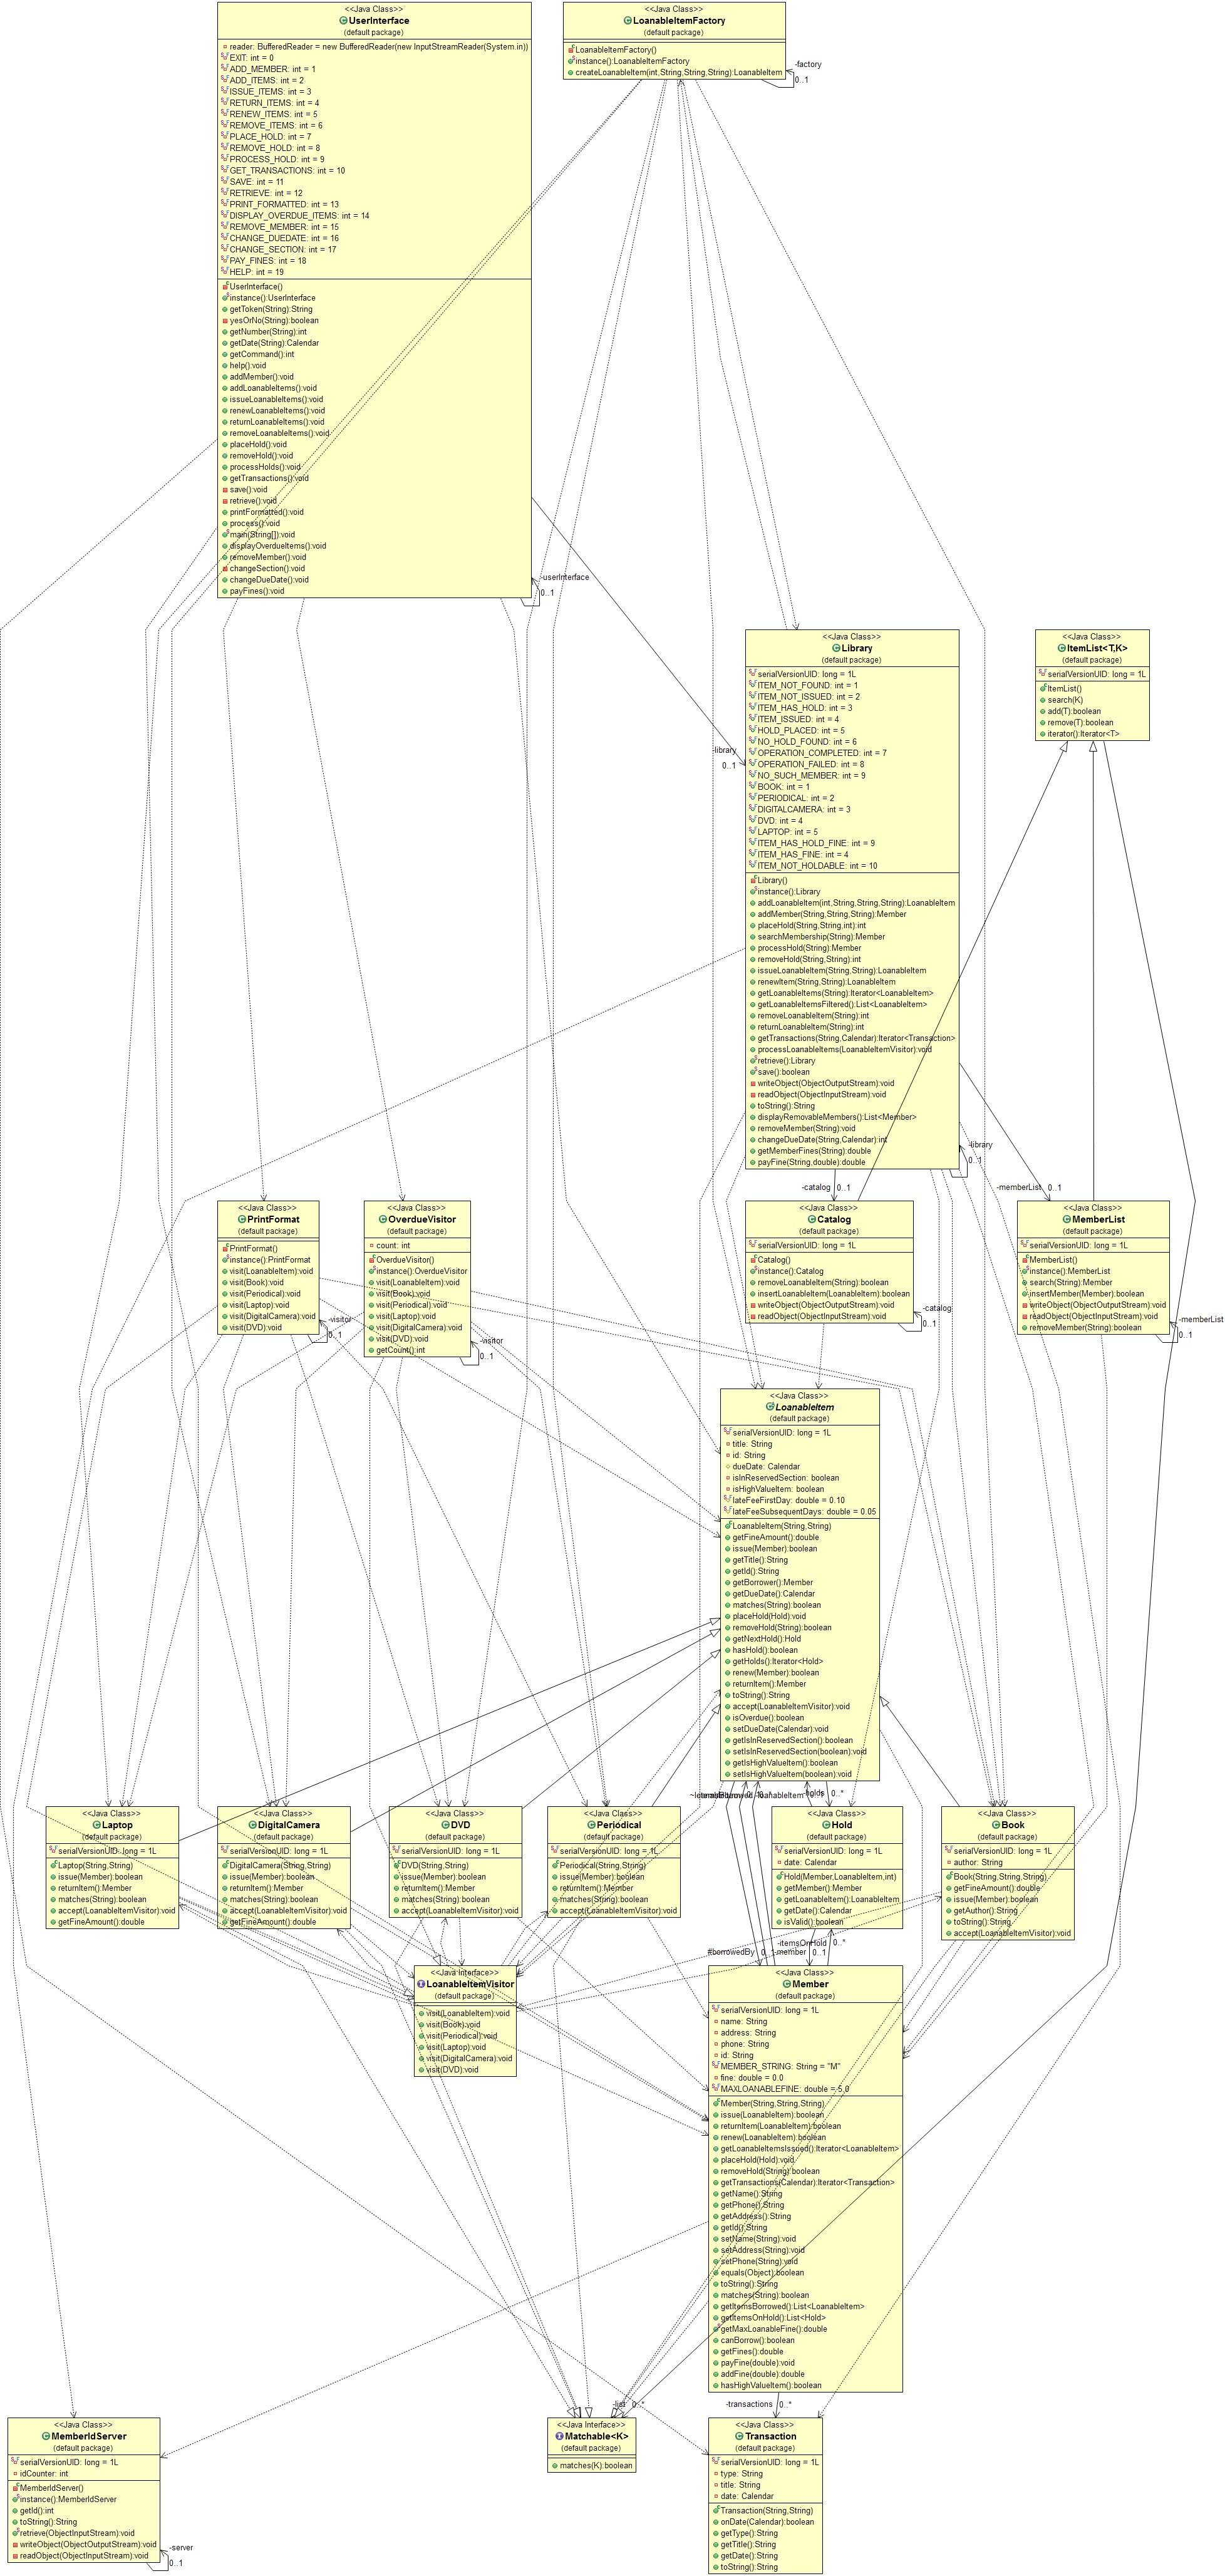 <<Java Class>>
UserInterface
(default package)
reader: BufferedReader = new BufferedReader(new InputStreamReader(System.in))
EXIT: int = 0
ADD_MEMBER: int = 1
ADD_ITEMS: int = 2
ISSUE_ITEMS: int = 3
RETURN_ITEMS: int = 4
RENEW_ITEMS: int = 5
REMOVE_ITEMS: int = 6
PLACE_HOLD: int = 7
REMOVE_HOLD: int = 8
PROCESS_HOLD: int = 9
GET_TRANSACTIONS: int = 10
SAVE: int = 11
RETRIEVE: int = 12
PRINT_FORMATTED: int = 13
DISPLAY_OVERDUE_ITEMS: int = 14
REMOVE_MEMBER: int = 15
CHANGE_DUEDATE: int = 16
CHANGE_SECTION: int = 17
PAY_FINES: int = 18
HELP: int = 19
UserInterface()
instance():UserInterface
getToken(String):String
yesOrNo(String):boolean
getNumber(String):int
getDate(String):Calendar
getCommand():int
help():void
addMember():void
addLoanableItems():void
issueLoanableItems():void
renewLoanableItems():void
returnLoanableItems():void
removeLoanableItems():void
placeHold():void
removeHold():void
processHolds():void
getTransactions():void
save():void
retrieve():void
printFormatted():void
process():void
main(String[]):void
displayOverdueItems():void
removeMember():void
changeSection():void
changeDueDate():void
payFines():void
-userInterface
0..1
<<Java Class>>
LoanableItemFactory
(default package)
LoanableItemFactory()
instance():LoanableItemFactory
createLoanableItem(int,String,String,String):LoanableItem
-factory
0..1
<<Java Class>>
Library
(default package)
serialVersionUID: long = 1L
ITEM_NOT_FOUND: int = 1
ITEM_NOT_ISSUED: int = 2
ITEM_HAS_HOLD: int = 3
ITEM_ISSUED: int = 4
HOLD_PLACED: int = 5
NO_HOLD_FOUND: int = 6
OPERATION_COMPLETED: int = 7
OPERATION_FAILED: int = 8
NO_SUCH_MEMBER: int = 9
BOOK: int = 1
PERIODICAL: int = 2
DIGITALCAMERA: int = 3
DVD: int = 4
LAPTOP: int = 5
ITEM_HAS_HOLD_FINE: int = 9
ITEM_HAS_FINE: int = 4
ITEM_NOT_HOLDABLE: int = 10
Library()
instance():Library
addLoanableItem(int,String,String,String):LoanableItem
addMember(String,String,String):Member
placeHold(String,String,int):int
searchMembership(String):Member
processHold(String):Member
removeHold(String,String):int
issueLoanableItem(String,String):LoanableItem
renewItem(String,String):LoanableItem
getLoanableItems(String):Iterator<LoanableItem>
getLoanableItemsFiltered():List<LoanableItem>
removeLoanableItem(String):int
returnLoanableItem(String):int
getTransactions(String,Calendar):Iterator<Transaction>
processLoanableItems(LoanableItemVisitor):void
retrieve():Library
save():boolean
writeObject(ObjectOutputStream):void
readObject(ObjectInputStream):void
toString():String
displayRemovableMembers():List<Member>
removeMember(String):void
changeDueDate(String,Calendar):int
getMemberFines(String):double
payFine(String,double):double
-library
0..1
-library
0..1
<<Java Class>>
ItemList<T,K>
(default package)
serialVersionUID: long = 1L
ItemList()
search(K)
add(T):boolean
remove(T):boolean
iterator():Iterator<T>
-catalog 0..1
-memberList 0..1
<<Java Class>>
PrintFormat
(default package)
PrintFormat()
instance():PrintFormat
visit(LoanableItem):void
visit(Book):void
visit(Periodical):void
visit(Laptop):void
visit(DigitalCamera):void
visit(DVD):void
-visitor
0..1
<<Java Class>>
OverdueVisitor
(default package)
count: int
OverdueVisitor()
instance():OverdueVisitor
visit(LoanableItem):void
visit(Book):void
visit(Periodical):void
visit(Laptop):void
visit(DigitalCamera):void
visit(DVD):void
getCount():int
-visitor
0..1
<<Java Class>>
Catalog
(default package)
serialVersionUID: long = 1L
Catalog()
instance():Catalog
removeLoanableItem(String):boolean
insertLoanableItem(LoanableItem):boolean
writeObject(ObjectOutputStream):void
readObject(ObjectInputStream):void
-catalog
0..1
<<Java Class>>
MemberList
(default package)
serialVersionUID: long = 1L
MemberList()
instance():MemberList
search(String):Member
insertMember(Member):boolean
writeObject(ObjectOutputStream):void
readObject(ObjectInputStream):void
removeMember(String):boolean
-memberList
0..1
<<Java Class>>
LoanableItem
(default package)
serialVersionUID: long = 1L
title: String
id: String
dueDate: Calendar
isInReservedSection: boolean
isHighValueItem: boolean
lateFeeFirstDay: double = 0.10
lateFeeSubsequentDays: double = 0.05
LoanableItem(String,String)
getFineAmount():double
issue(Member):boolean
getTitle():String
getId():String
getBorrower():Member
getDueDate():Calendar
matches(String):boolean
placeHold(Hold):void
removeHold(String):boolean
getNextHold():Hold
hasHold():boolean
getHolds():Iterator<Hold>
renew(Member):boolean
returnItem():Member
toString():String
accept(LoanableItemVisitor):void
isOverdue():boolean
setDueDate(Calendar):void
getIsInReservedSection():boolean
setIsInReservedSection(boolean):void
getIsHighValueItem():boolean
setIsHighValueItem(boolean):void
-holds 0..*
<<Java Class>>
Laptop
(default package)
serialVersionUID: long = 1L
Laptop(String,String)
issue(Member):boolean
returnItem():Member
matches(String):boolean
accept(LoanableItemVisitor):void
getFineAmount():double
<<Java Class>>
DigitalCamera
(default package)
serialVersionUID: long = 1L
DigitalCamera(String,String)
issue(Member):boolean
returnItem():Member
matches(String):boolean
accept(LoanableItemVisitor):void
getFineAmount():double
<<Java Class>>
DVD
(default package)
serialVersionUID: long = 1L
DVD(String,String)
issue(Member):boolean
returnItem():Member
matches(String):boolean
accept(LoanableItemVisitor):void
<<Java Class>>
Periodical
(default package)
serialVersionUID: long = 1L
Periodical(String,String)
issue(Member):boolean
returnItem():Member
matches(String):boolean
accept(LoanableItemVisitor):void
<<Java Class>>
Hold
(default package)
serialVersionUID: long = 1L
date: Calendar
Hold(Member,LoanableItem,int)
getMember():Member
getLoanableItem():LoanableItem
getDate():Calendar
isValid():boolean
<<Java Class>>
Book
(default package)
serialVersionUID: long = 1L
author: String
Book(String,String,String)
getFineAmount():double
issue(Member):boolean
getAuthor():String
toString():String
accept(LoanableItemVisitor):void
-itemsOnHold 0..*
#borrowedBy 0..1
-member 0..1
<<Java Interface>>
LoanableItemVisitor
(default package)
visit(LoanableItem):void
visit(Book):void
visit(Periodical):void
visit(Laptop):void
visit(DigitalCamera):void
visit(DVD):void
<<Java Class>>
Member
(default package)
serialVersionUID: long = 1L
name: String
address: String
phone: String
id: String
MEMBER_STRING: String = "M"
fine: double = 0.0
MAXLOANABLEFINE: double = 5.0
Member(String,String,String)
issue(LoanableItem):boolean
returnItem(LoanableItem):boolean
renew(LoanableItem):boolean
getLoanableItemsIssued():Iterator<LoanableItem>
placeHold(Hold):void
removeHold(String):boolean
getTransactions(Calendar):Iterator<Transaction>
getName():String
getPhone():String
getAddress():String
getId():String
setName(String):void
setAddress(String):void
setPhone(String):void
equals(Object):boolean
toString():String
matches(String):boolean
getItemsBorrowed():List<LoanableItem>
getItemsOnHold():List<Hold>
getMaxLoanableFine():double
canBorrow():boolean
getFines():double
payFine(double):void
addFine(double):double
hasHighValueItem():boolean
-list 0..*
-transactions 0..*
<<Java Class>>
MemberIdServer
(default package)
serialVersionUID: long = 1L
idCounter: int
MemberIdServer()
instance():MemberIdServer
getId():int
toString():String
retrieve(ObjectInputStream):void
writeObject(ObjectOutputStream):void
readObject(ObjectInputStream):void
-server
0..1
<<Java Interface>>
Matchable<K>
(default package)
matches(K):boolean
<<Java Class>>
Transaction
(default package)
serialVersionUID: long = 1L
type: String
title: String
date: Calendar
Transaction(String,String)
onDate(Calendar):boolean
getType():String
getTitle():String
getDate():String
toString():String